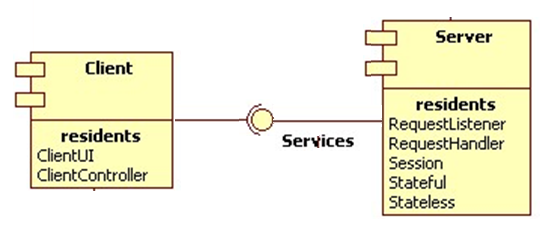 Client
residents
ClientUI
ClientController
Services
Server
residents
RequestListener
RequestHandler
Session
Stateful
Stateless